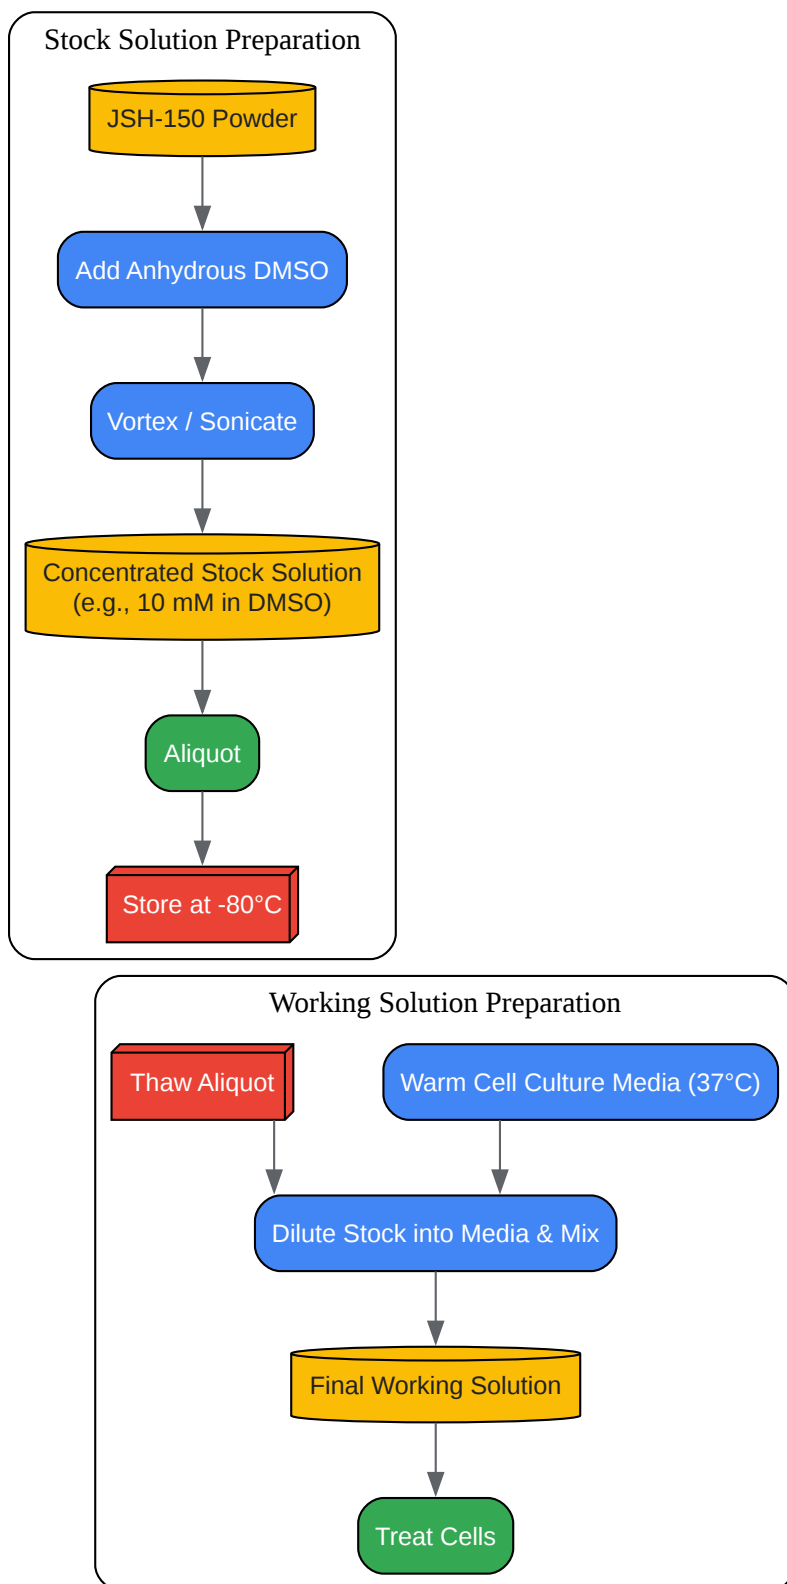 Stock Solution Preparation
JSH-150 Powder
Add Anhydrous DMSO
Vortex / Sonicate
Concentrated Stock Solution
(e.g., 10 mM in DMSO)
Aliquot
Store at -80°C
Working Solution Preparation
Thaw Aliquot
Warm Cell Culture Media (37°C)
Dilute Stock into Media & Mix
Final Working Solution
Treat Cells